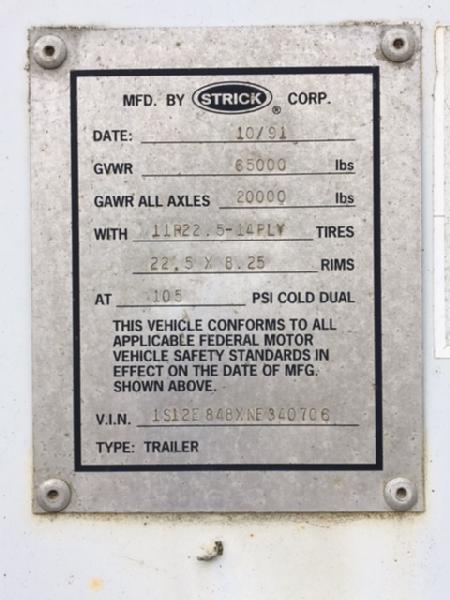 MFD. BY STRICK® CORP.
DATE: 10/91
GVWR 65000 lbs
GAWR ALL AXLES 20000 lbs
WITH 11R22.5-14PLY TIRES
22.5 X 8.25 RIMS
AT 105 PSI COLD DUAL
THIS VEHICLE CONFORMS TO ALL
APPLICABLE FEDERAL MOTOR
VEHICLE SAFETY STANDARDS IN
EFFECT ON THE DATE OF MFG.
SHOWN ABOVE.
V.I.N. 1S12E848XNE340706
TYPE: TRAILER